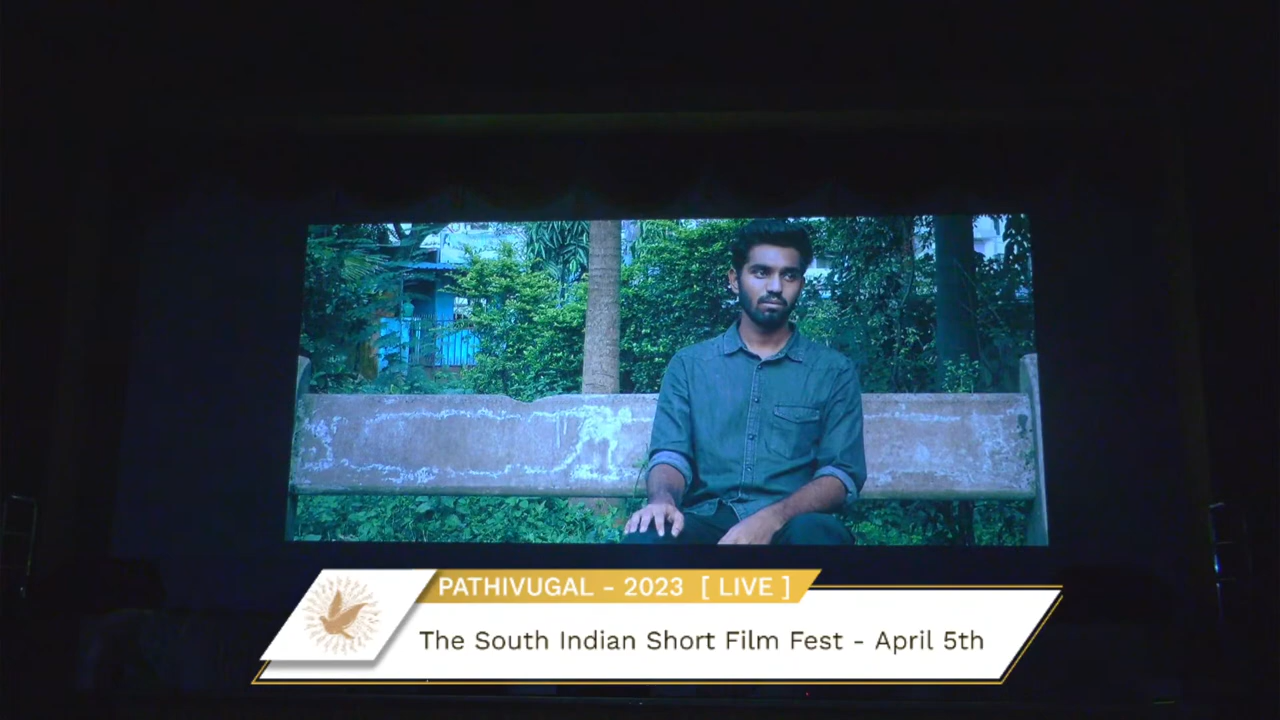 PATHIVUGAL - 2023 [ LIVE ]
The South Indian Short Film Fest - April 5th